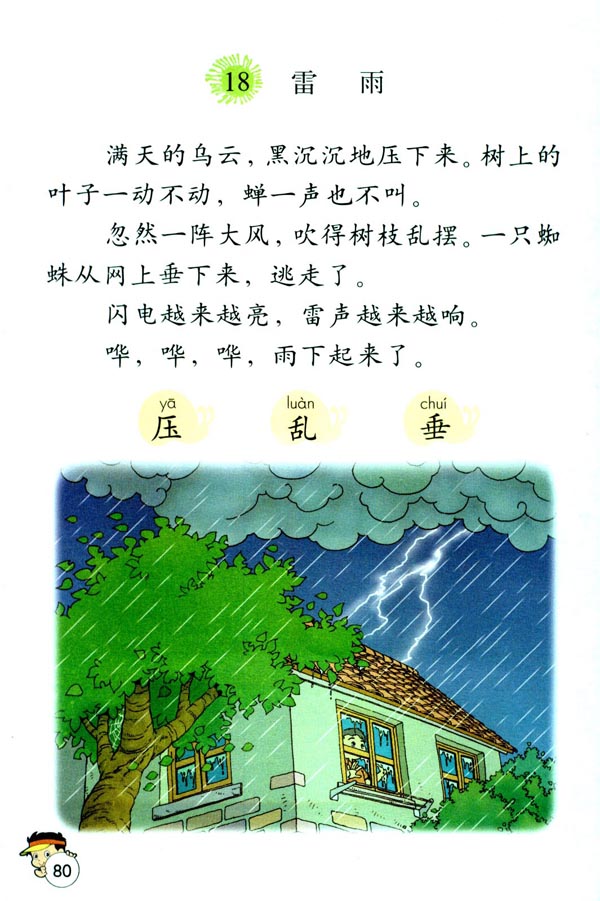 18 雷 雨
满天的乌云，黑沉沉地压下来。树上的
叶子一动不动，蝉一声也不叫。
忽然一阵大风，吹得树枝乱摆。一只蜘
蛛从网上垂下来，逃走了。
闪电越来越亮，雷声越来越响。
哗，哗，哗，雨下起来了。
yā luàn chuí
压 乱 垂
80